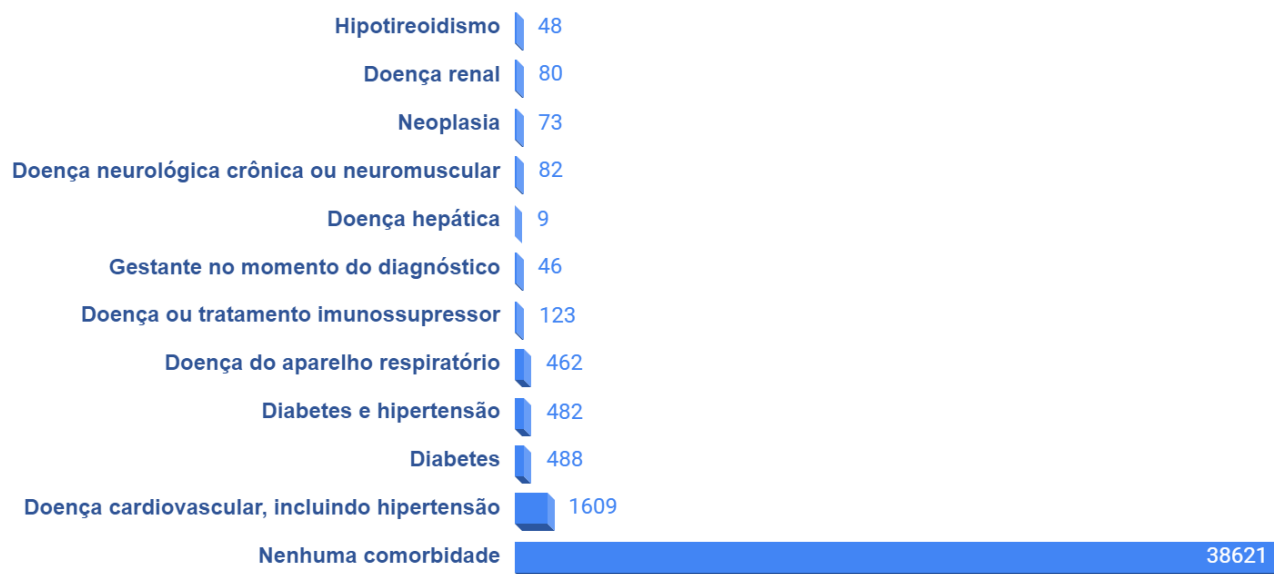 Hipotireoidismo 48
Doença renal 80
Neoplasia 73
Doença neurológica crônica ou neuromuscular 82
Doença hepática 9
Gestante no momento do diagnóstico 46
Doença ou tratamento imunossupressor 123
Doença do aparelho respiratório 462
Diabetes e hipertensão 482
Diabetes 488
Doença cardiovascular, incluindo hipertensão 1609
Nenhuma comorbidade 38621